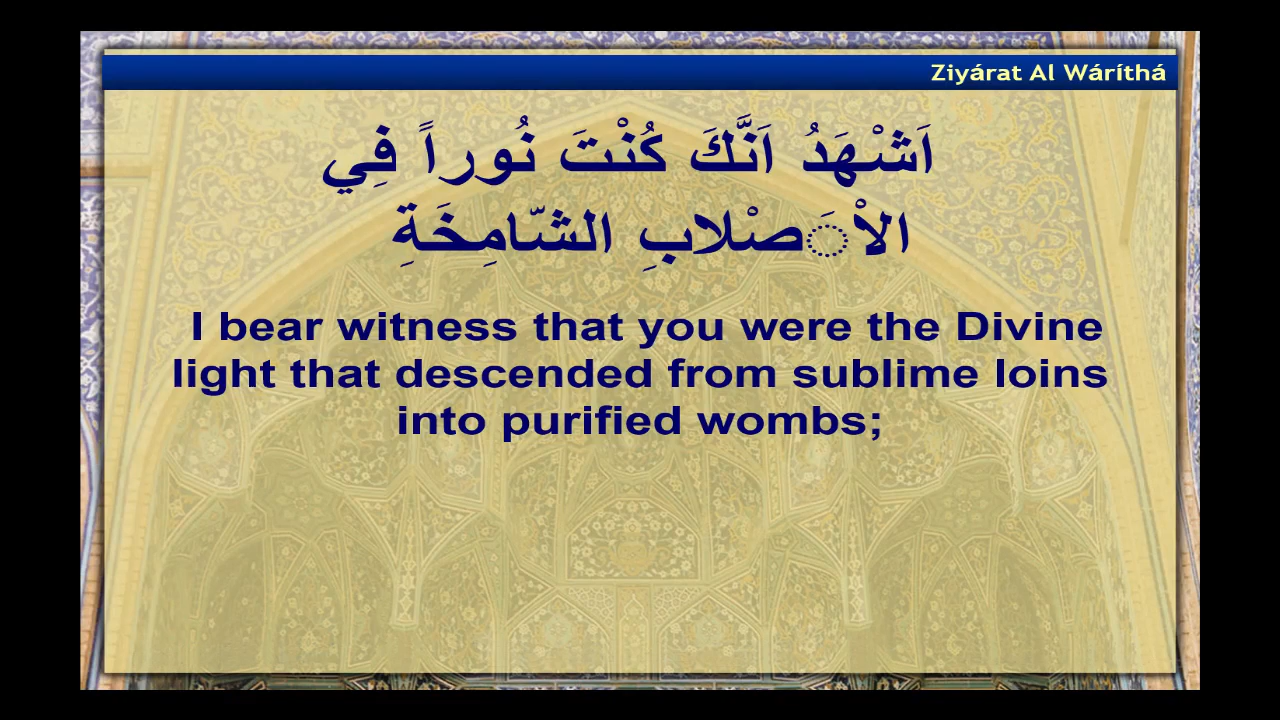 Ziyárat Al Wáríthá
اَشْهَدُ اَنَّكَ كُنْتَ نُوراً فِي
الاْ◌َصْلابِ الشّامِخَةِ
I bear witness that you were the Divine
light that descended from sublime loins
into purified wombs;